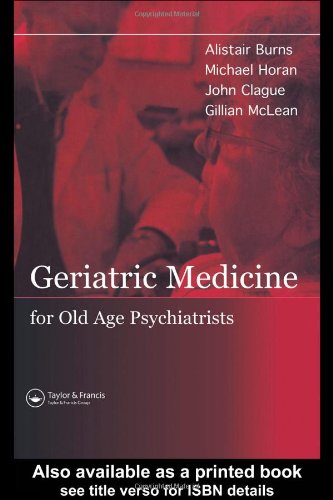 Alistair Burns
Michael Horan
John Clague
Gillian McLean
Geriatric Medicine
for Old Age Psychiatrists
Taylor & Francis
Taylor & Francis Group
Also available as a printed book
see title verso for ISBN details